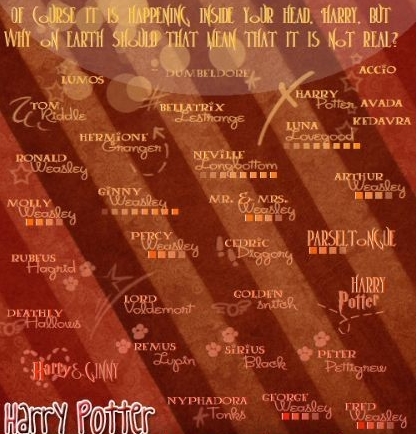 OF COURSE IT IS HAPPENING INSIDE YOUR HEAD, HARRY, BUT
WHY ON EARTH SHOULD THAT MEAN THAT IT IS NOT REAL?
LUMOS
DUMBELDORE
ACCIO
TOM
Riddle
BELLATRIX
Lestrange
HARRY
Potter
AVADA
KEDAVRA
HERMIONE
Granger
LUNA
Lovegood
RONALD
Weasley
NEVILLE
Longbottom
ARTHUR
Weasley
MOLLY
Weasley
GINNY
Weasley
MR. & MRS.
Weasley
PERCY
Weasley
CEDRIC
Diggory
PARSELTONGUE
RUBEUS
Hagrid
HARRY
Potter
DEATHLY
Hallows
LORD
Voldemort
GOLDEN
snitch
HARRY & GINNY
REMUS
Lupin
SIRIUS
Black
PETER
Pettigrew
Harry Potter
NYPHADORA
Tonks
GEORGE
Weasley
FRED
Weasley